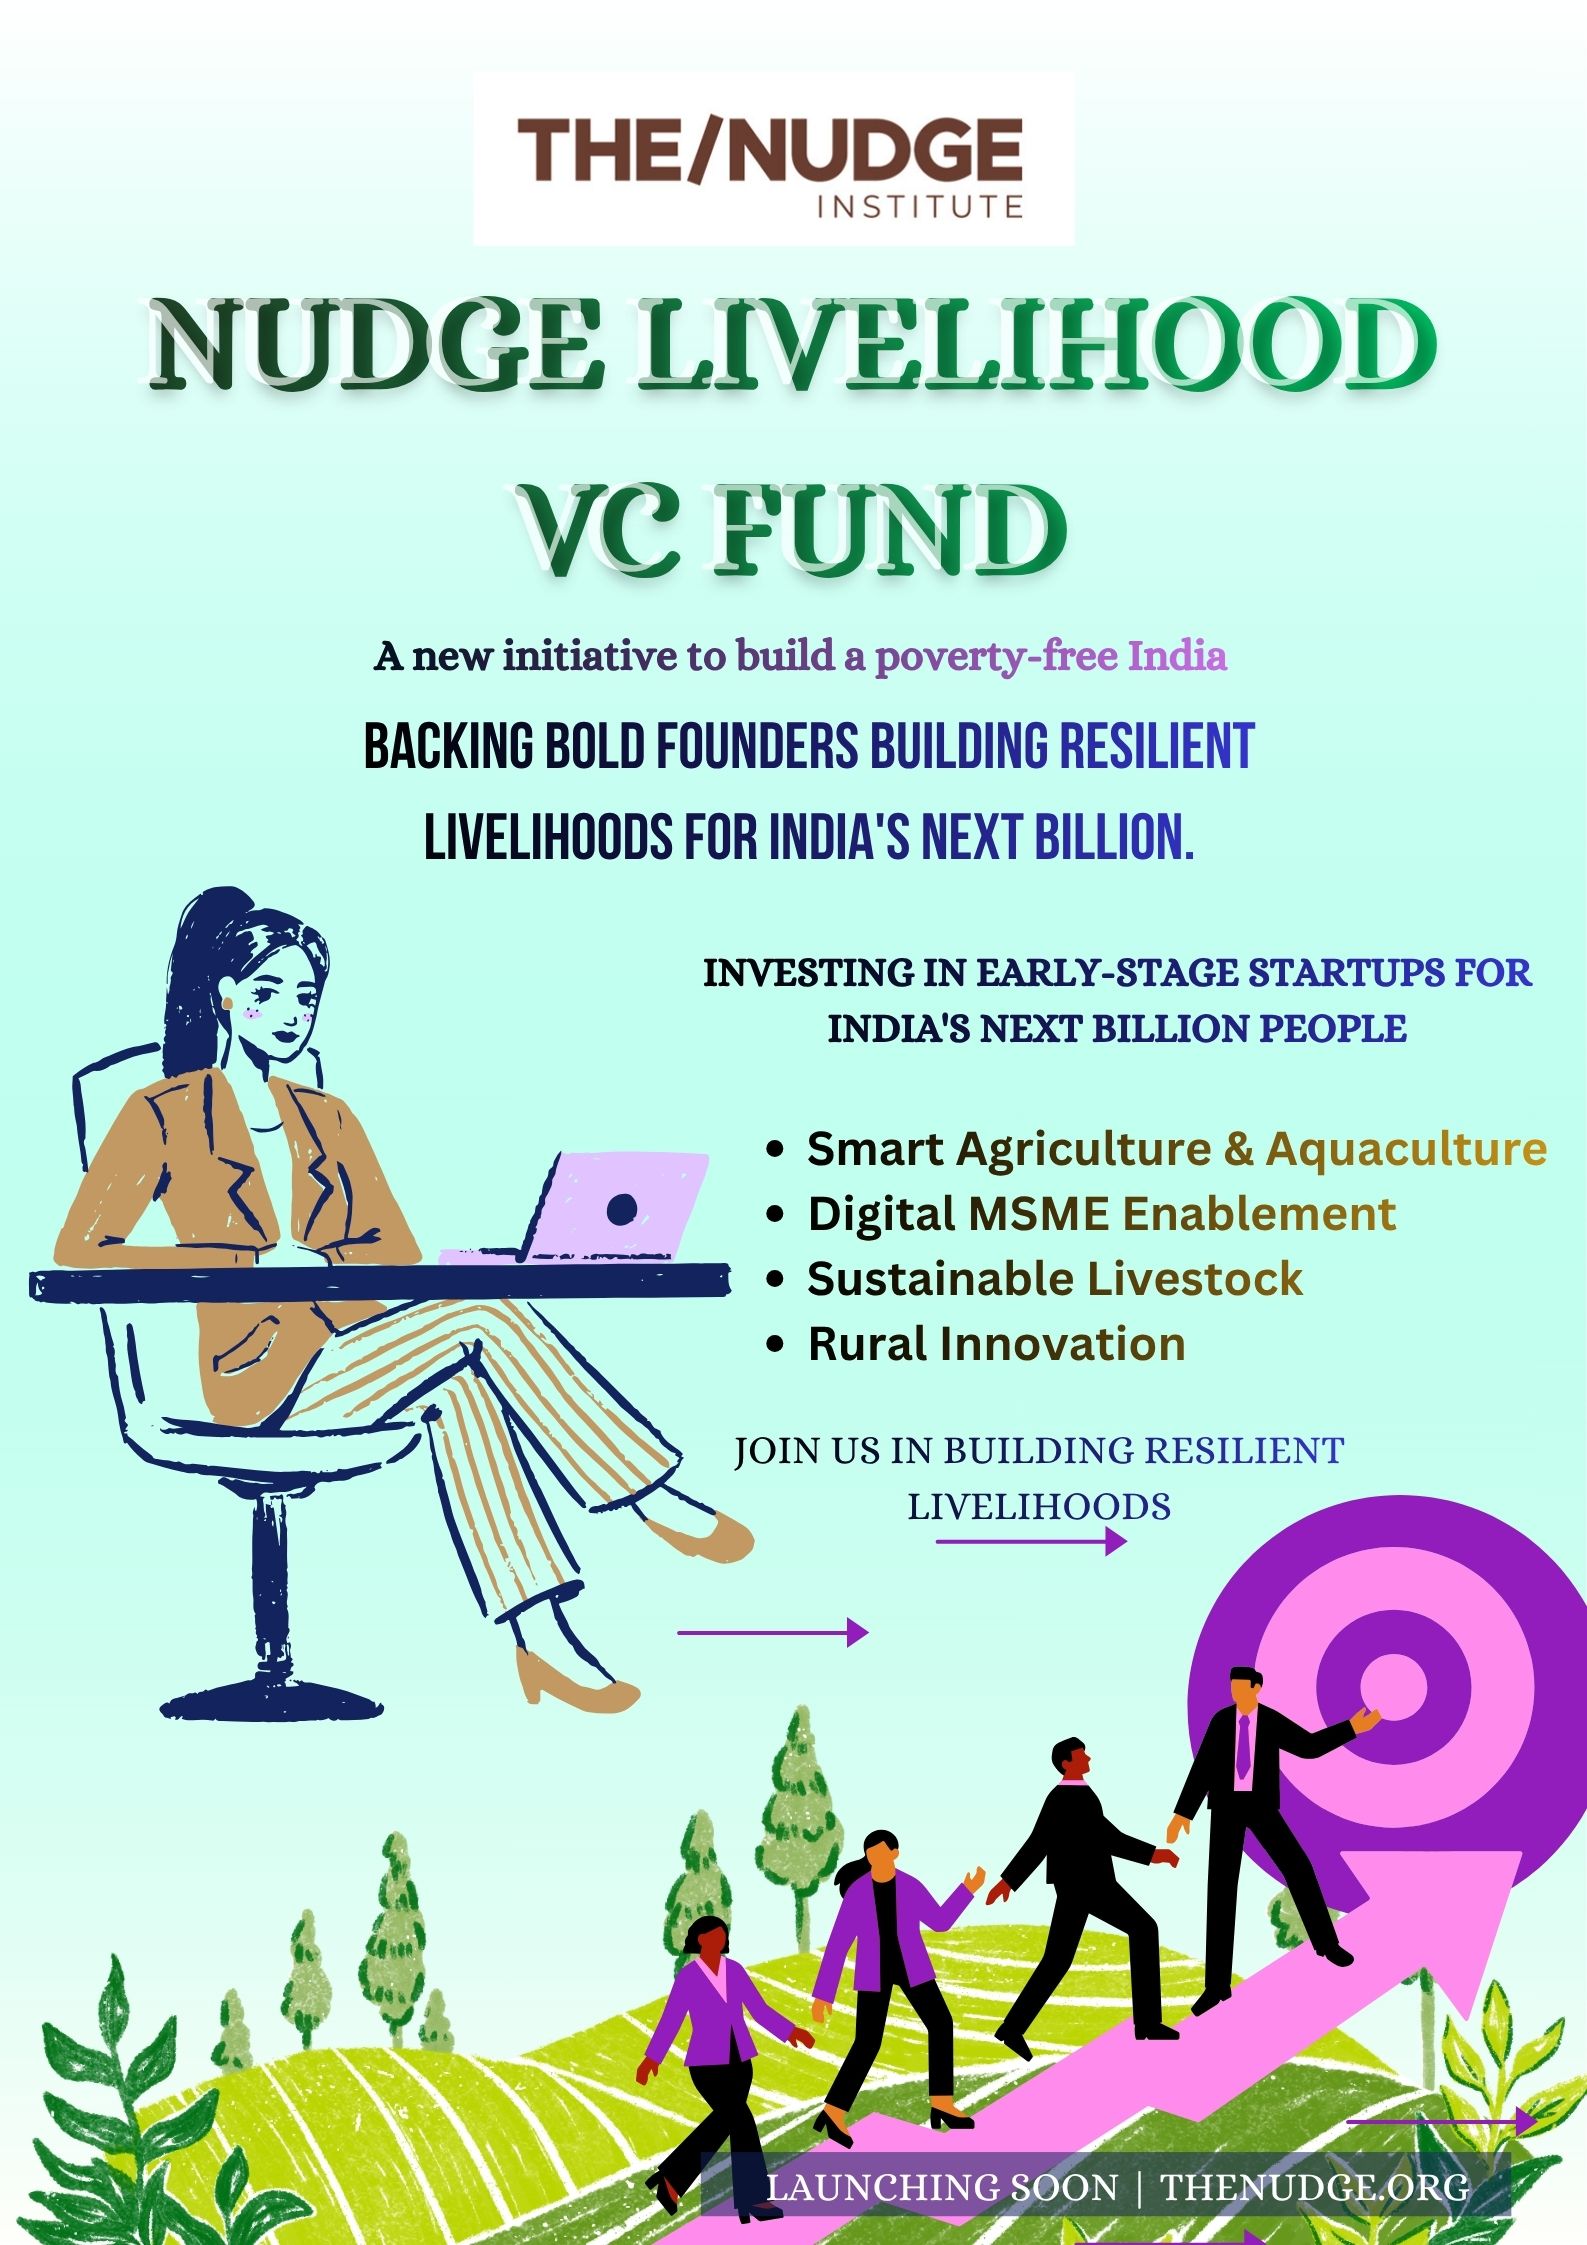 THE/NUDGE
INSTITUTE
NUDGE LIVELIHOOD
VC FUND
A new initiative to build a poverty-free India
BACKING BOLD FOUNDERS BUILDING RESILIENT
LIVELIHOODS FOR INDIA'S NEXT BILLION.
INVESTING IN EARLY-STAGE STARTUPS FOR
INDIA'S NEXT BILLION PEOPLE
• Smart Agriculture & Aquaculture
• Digital MSME Enablement
• Sustainable Livestock
• Rural Innovation
JOIN US IN BUILDING RESILIENT
LIVELIHOODS
LAUNCHING SOON | THENUDGE.ORG